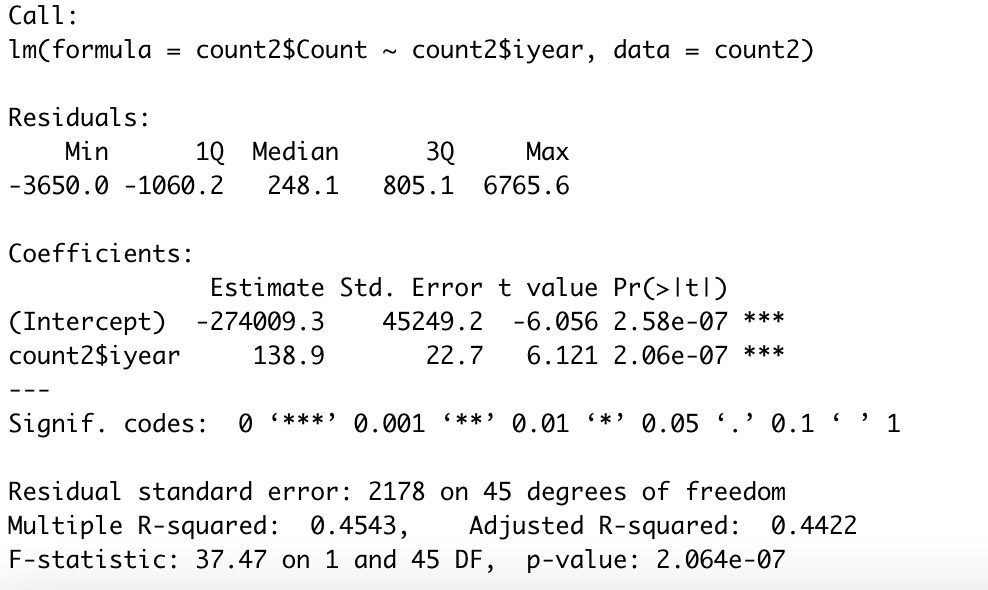 Call:
lm(formula = count2$Count ~ count2$iyear, data = count2)
Residuals:
Min 1Q Median 3Q Max
-3650.0 -1060.2 248.1 805.1 6765.6
Coefficients:
Estimate Std. Error t value Pr(>|t|)
(Intercept) -274009.3 45249.2 -6.056 2.58e-07 ***
count2$iyear 138.9 22.7 6.121 2.06e-07 ***
---
Signif. codes: 0 ‘***’ 0.001 ‘**’ 0.01 ‘*’ 0.05 ‘.’ 0.1 ‘ ’ 1
Residual standard error: 2178 on 45 degrees of freedom
Multiple R-squared: 0.4543, Adjusted R-squared: 0.4422
F-statistic: 37.47 on 1 and 45 DF, p-value: 2.064e-07